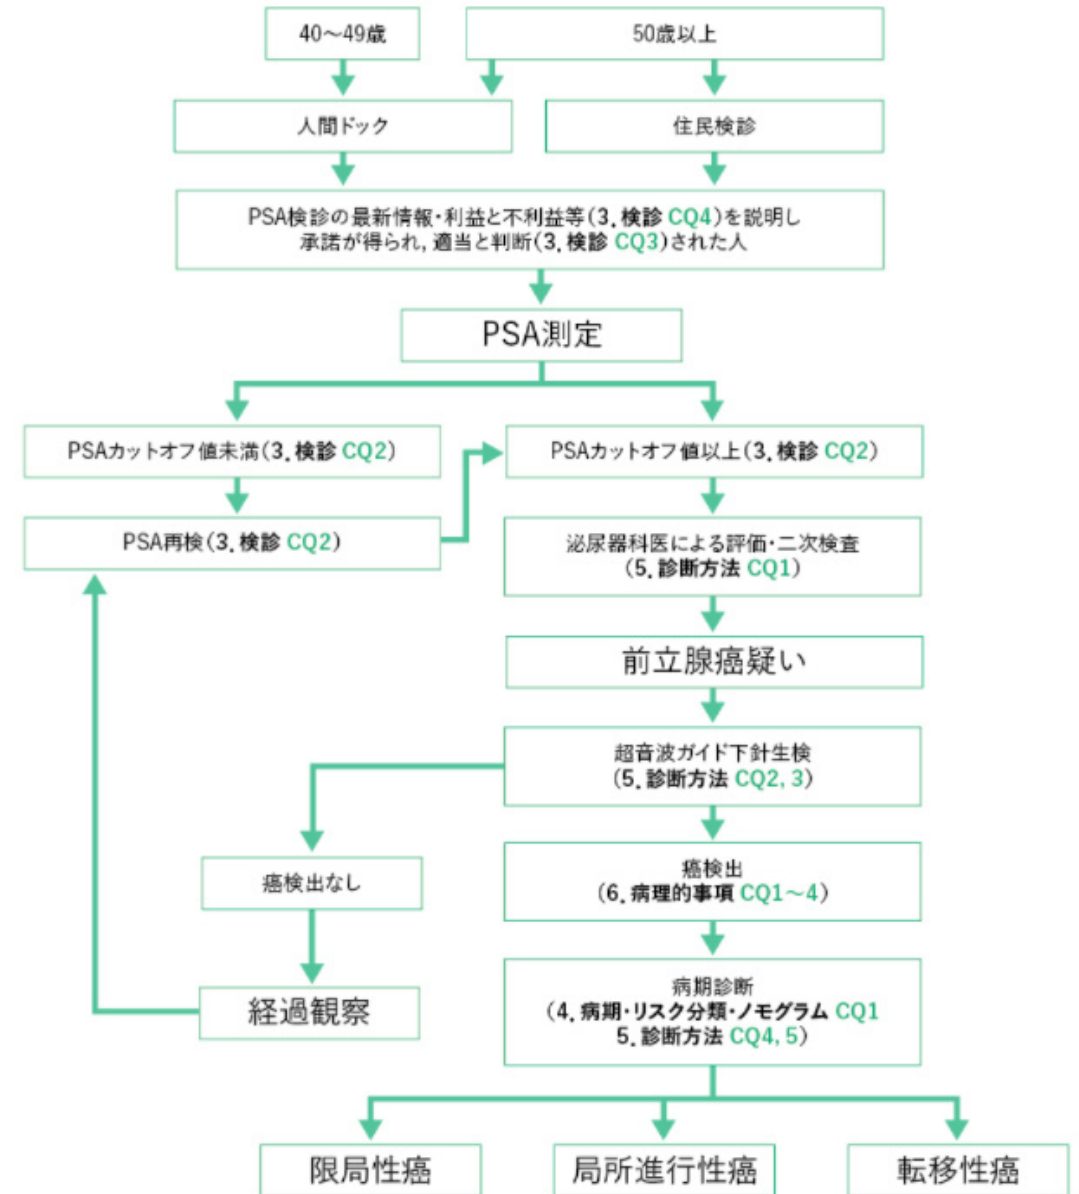 40～49歳
50歳以上
人間ドック
住民検診
PSA検診の最新情報・利益と不利益等(3. 検診 CQ4)を説明し
承諾が得られ, 適当と判断(3. 検診 CQ3)された人
PSA測定
PSAカットオフ値未満(3. 検診 CQ2)
PSAカットオフ値以上(3. 検診 CQ2)
PSA再検(3. 検診 CQ2)
泌尿器科医による評価・二次検査
(5. 診断方法 CQ1)
前立腺癌疑い
超音波ガイド下針生検
(5. 診断方法 CQ2, 3)
癌検出なし
癌検出
(6. 病理的事項 CQ1～4)
経過観察
病期診断
(4. 病期・リスク分類・ノモグラム CQ1
5. 診断方法 CQ4, 5)
限局性癌
局所進行性癌
転移性癌